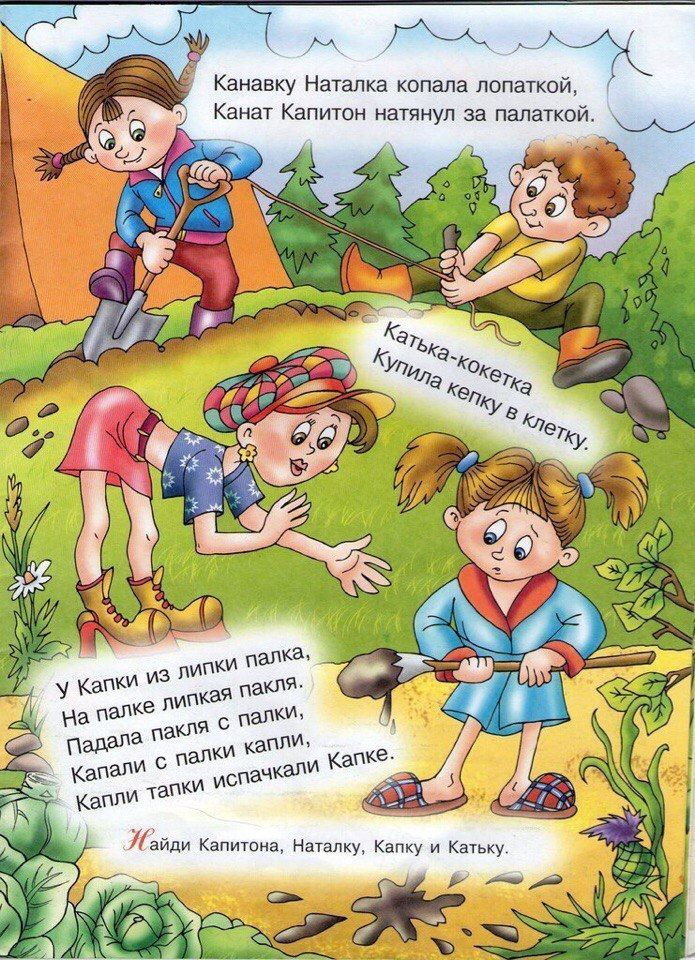 Канавку Наталка копала лопаткой,
Канат Капитон натянул за палаткой.
Катька-кокетка
Купила кепку в клетку.
У Капки из липки палка,
На палке липкая пакля.
Падала пакля с палки,
Капали с палки капли,
Капли тапки испачкали Капке.
Найди Капитона, Наталку, Капку и Катьку.